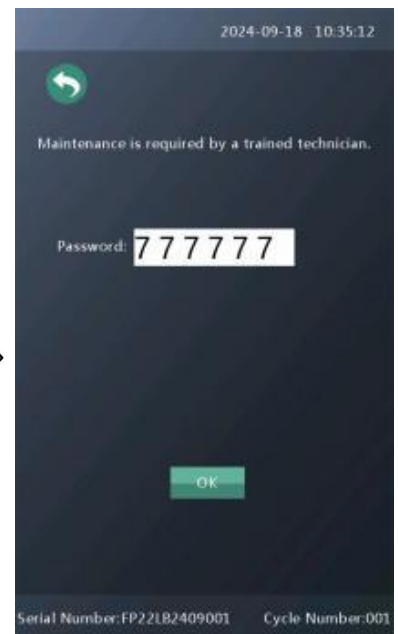 2024-09-18 10:35:12
Maintenance is required by a trained technician.
Password: 777777
OK
Serial Number:FP22LB2409001 Cycle Number:001